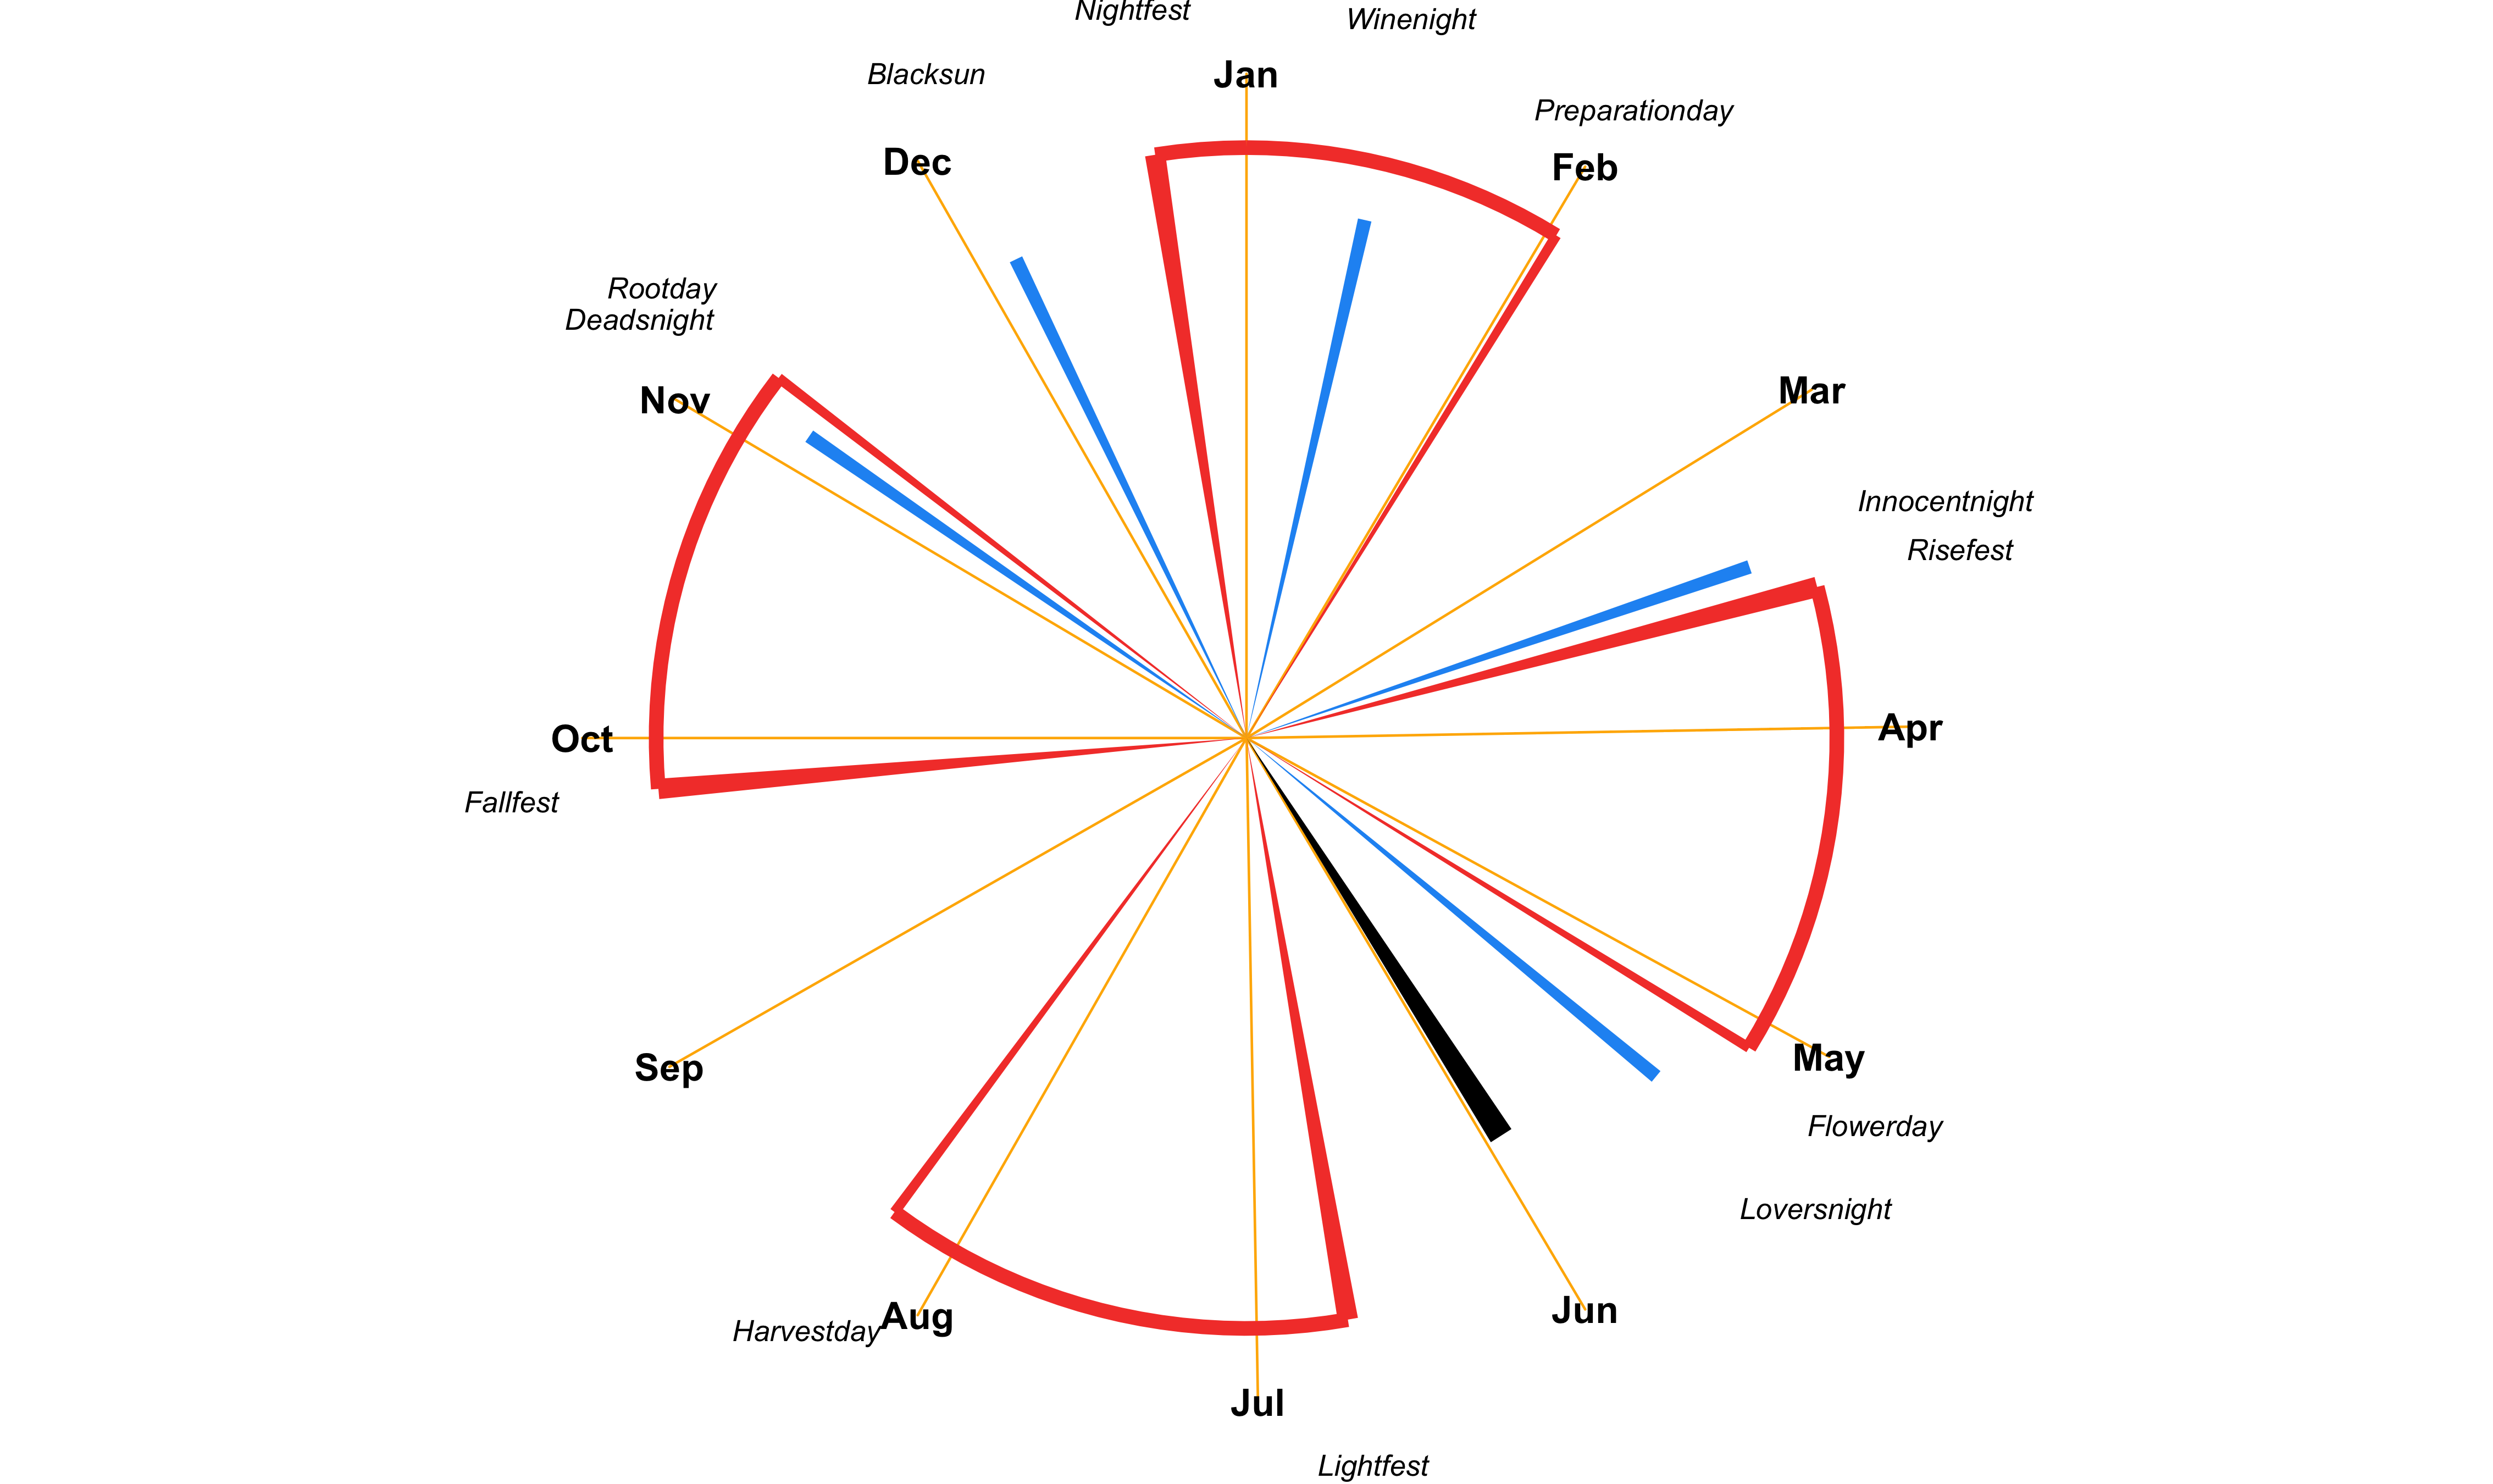 Nightfest
Winenight
Blacksun
Jan
Preparationday
Dec
Feb
Rootday
Deadsnight
Nov
Mar
Innocentnight
Risefest
Oct
Apr
Fallfest
Sep
May
Flowerday
Loversnight
Harvestday
Aug
Jun
Jul
Lightfest